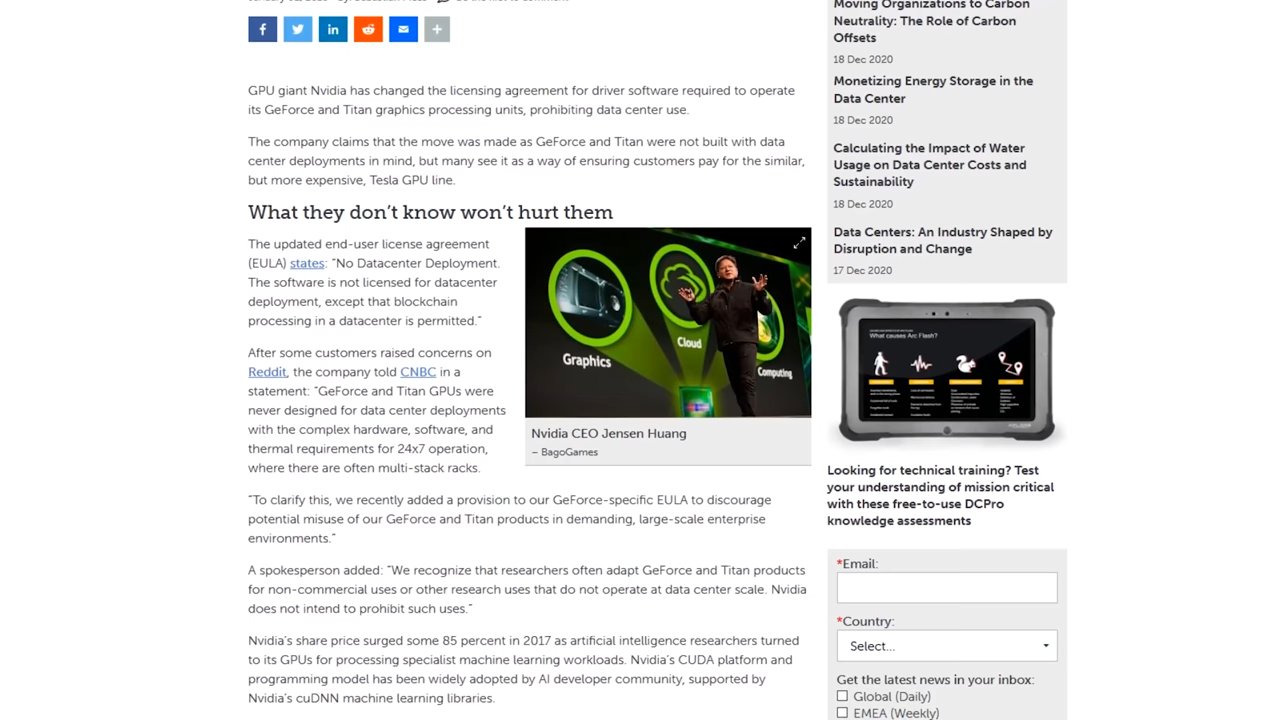 GPU giant Nvidia has changed the licensing agreement for driver software required to operate
its GeForce and Titan graphics processing units, prohibiting data center use.
The company claims that the move was made as GeForce and Titan were not built with data
center deployments in mind, but many see it as a way of ensuring customers pay for the similar,
but more expensive, Tesla GPU line.
What they don’t know won’t hurt them
The updated end-user license agreement
(EULA) states: “No Datacenter Deployment.
The software is not licensed for datacenter
deployment, except that blockchain
processing in a datacenter is permitted.”
After some customers raised concerns on
Reddit, the company told CNBC in a
statement: “GeForce and Titan GPUs were
never designed for data center deployments
with the complex hardware, software, and
thermal requirements for 24x7 operation,
where there are often multi-stack racks.
Graphics
Cloud
Computing
Nvidia CEO Jensen Huang
– BagoGames
“To clarify this, we recently added a provision to our GeForce-specific EULA to discourage
potential misuse of our GeForce and Titan products in demanding, large-scale enterprise
environments.”
A spokesperson added: “We recognize that researchers often adapt GeForce and Titan products
for non-commercial uses or other research uses that do not operate at data center scale. Nvidia
does not intend to prohibit such uses.”
Nvidia’s share price surged some 85 percent in 2017 as artificial intelligence researchers turned
to its GPUs for processing specialist machine learning workloads. Nvidia’s CUDA platform and
programming model has been widely adopted by AI developer community, supported by
Nvidia’s cuDNN machine learning libraries.
Moving Organizations to Carbon
Neutrality: The Role of Carbon
Offsets
18 Dec 2020
Monetizing Energy Storage in the
Data Center
18 Dec 2020
Calculating the Impact of Water
Usage on Data Center Costs and
Sustainability
18 Dec 2020
Data Centers: An Industry Shaped by
Disruption and Change
17 Dec 2020
What causes Arc Flash?
Looking for technical training? Test
your understanding of mission critical
with these free-to-use DCPro
knowledge assessments
*Email:
*Country:
Select...
Get the latest news in your inbox:
Global (Daily)
EMEA (Weekly)